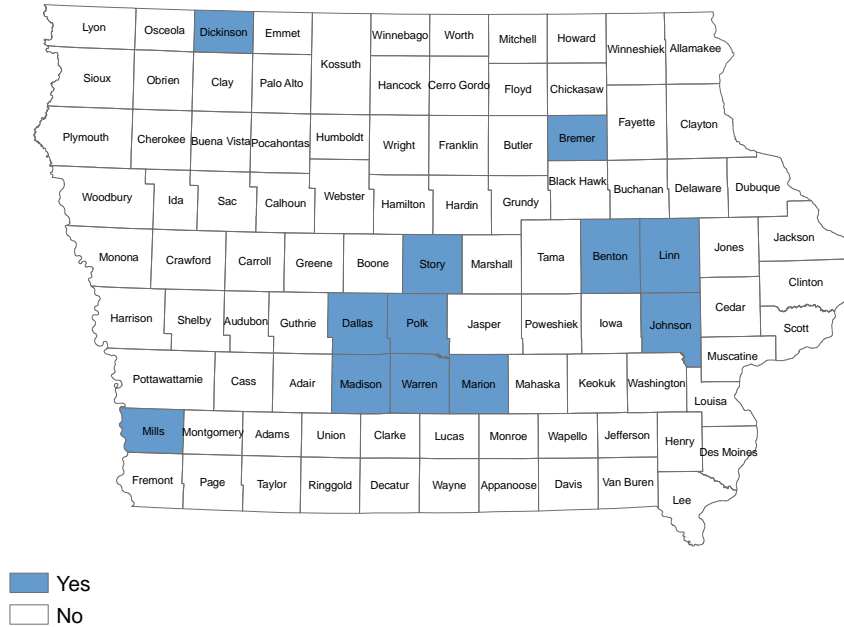 Lyon Osceola Dickinson Emmet Winnebago Worth Mitchell Howard Winneshiek Allamakee
Kossuth
Sioux Obrien Clay Palo Alto Hancock Cerro Gordo Floyd Chickasaw
Fayette Clayton
Plymouth Cherokee Buena Vista Pocahontas Humboldt Wright Franklin Butler Bremer
Black Hawk
Woodbury Ida Sac Calhoun Webster Hamilton Hardin Grundy Buchanan Delaware Dubuque
Monona Crawford Carroll Greene Boone Story Marshall Tama Benton Linn Jones Jackson
Clinton
Harrison Shelby Audubon Guthrie Dallas Polk Jasper Poweshiek Iowa Johnson Cedar Scott
Muscatine
Pottawattamie Cass Adair Madison Warren Marion Mahaska Keokuk Washington
Louisa
Mills Montgomery Adams Union Clarke Lucas Monroe Wapello Jefferson Henry
Des Moines
Fremont Page Taylor Ringgold Decatur Wayne Appanoose Davis Van Buren
Lee
Yes
No